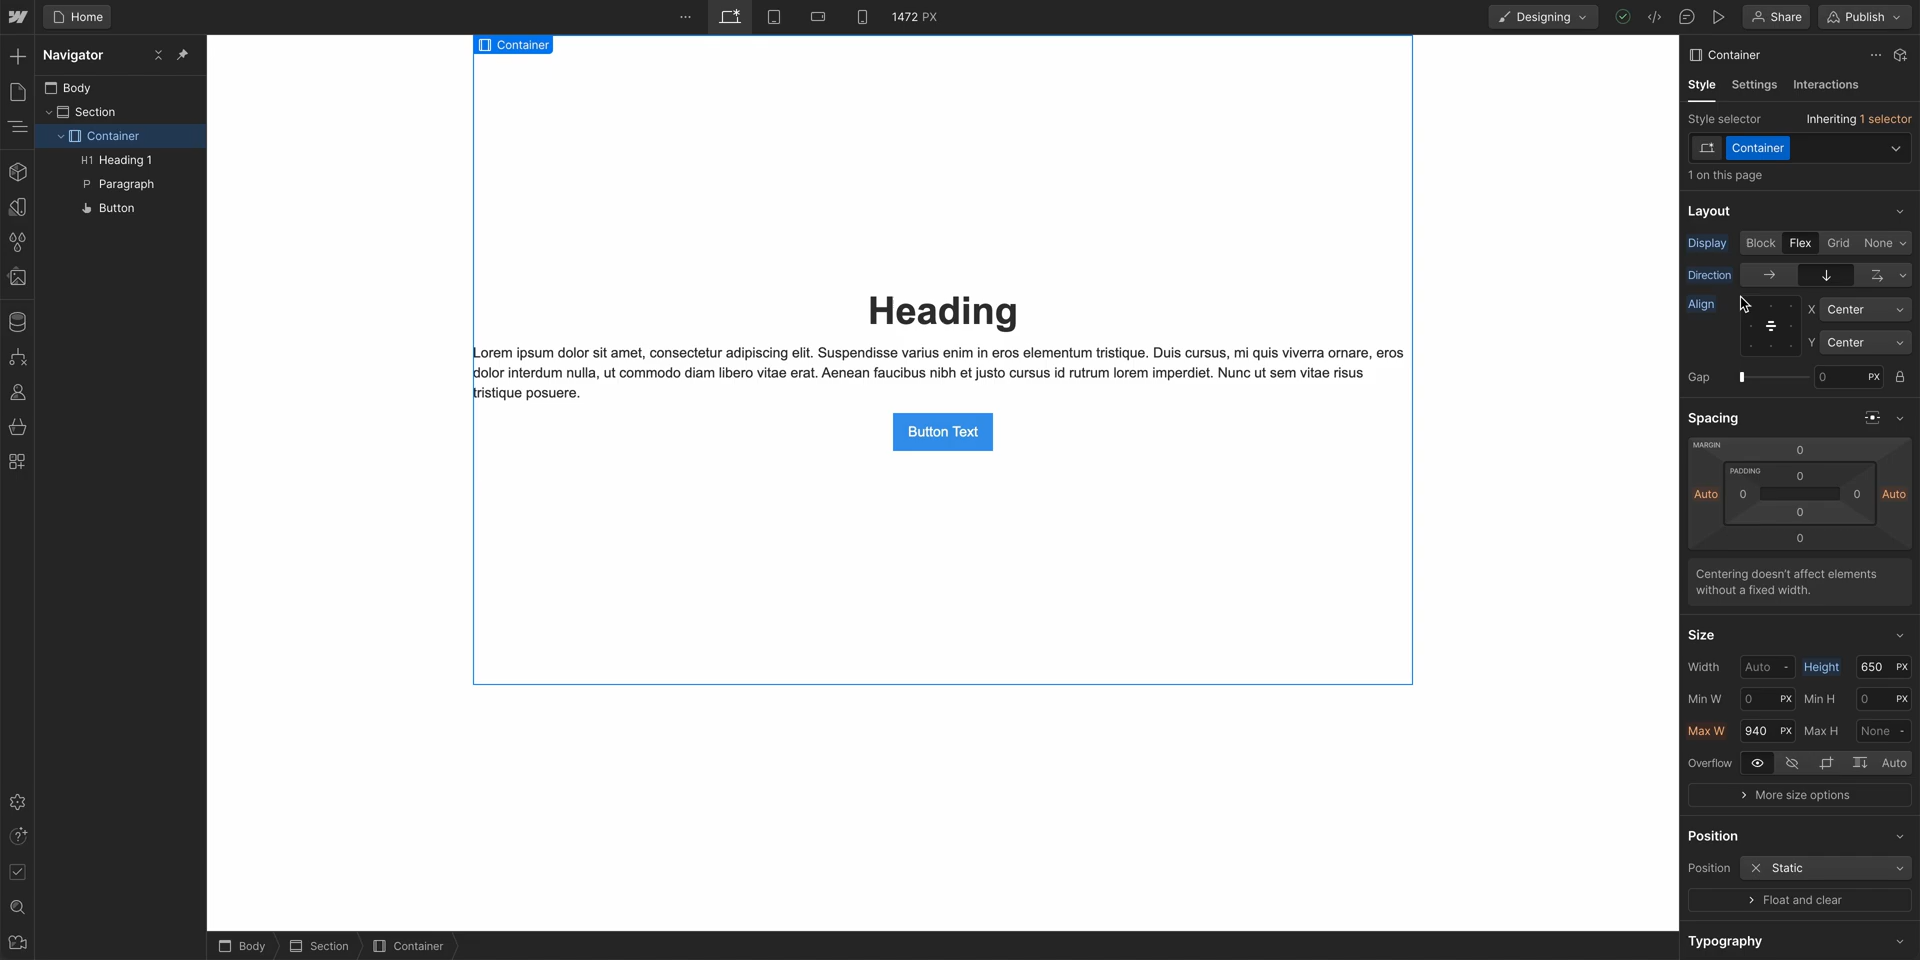 Home
1472 PX
Designing
Share
Publish
Navigator
Body
Section
Container
H1 Heading 1
P Paragraph
Button
Container
Heading
Lorem ipsum dolor sit amet, consectetur adipiscing elit. Suspendisse varius enim in eros elementum tristique. Duis cursus, mi quis viverra ornare, eros
dolor interdum nulla, ut commodo diam libero vitae erat. Aenean faucibus nibh et justo cursus id rutrum lorem imperdiet. Nunc ut sem vitae risus
tristique posuere.
Button Text
Body Section Container
Container
Style Settings Interactions
Style selector Inheriting 1 selector
Container
1 on this page
Layout
Display Block Flex Grid None
Direction
Align X Center
Y Center
Gap 0 PX
Spacing
MARGIN
0
PADDING
0
Auto 0 0 Auto
0
0
Centering doesn't affect elements
without a fixed width.
Size
Width Auto - Height 650 PX
Min W 0 PX Min H 0 PX
Max W 940 PX Max H None -
Overflow Auto
More size options
Position
Position Static
Float and clear
Typography